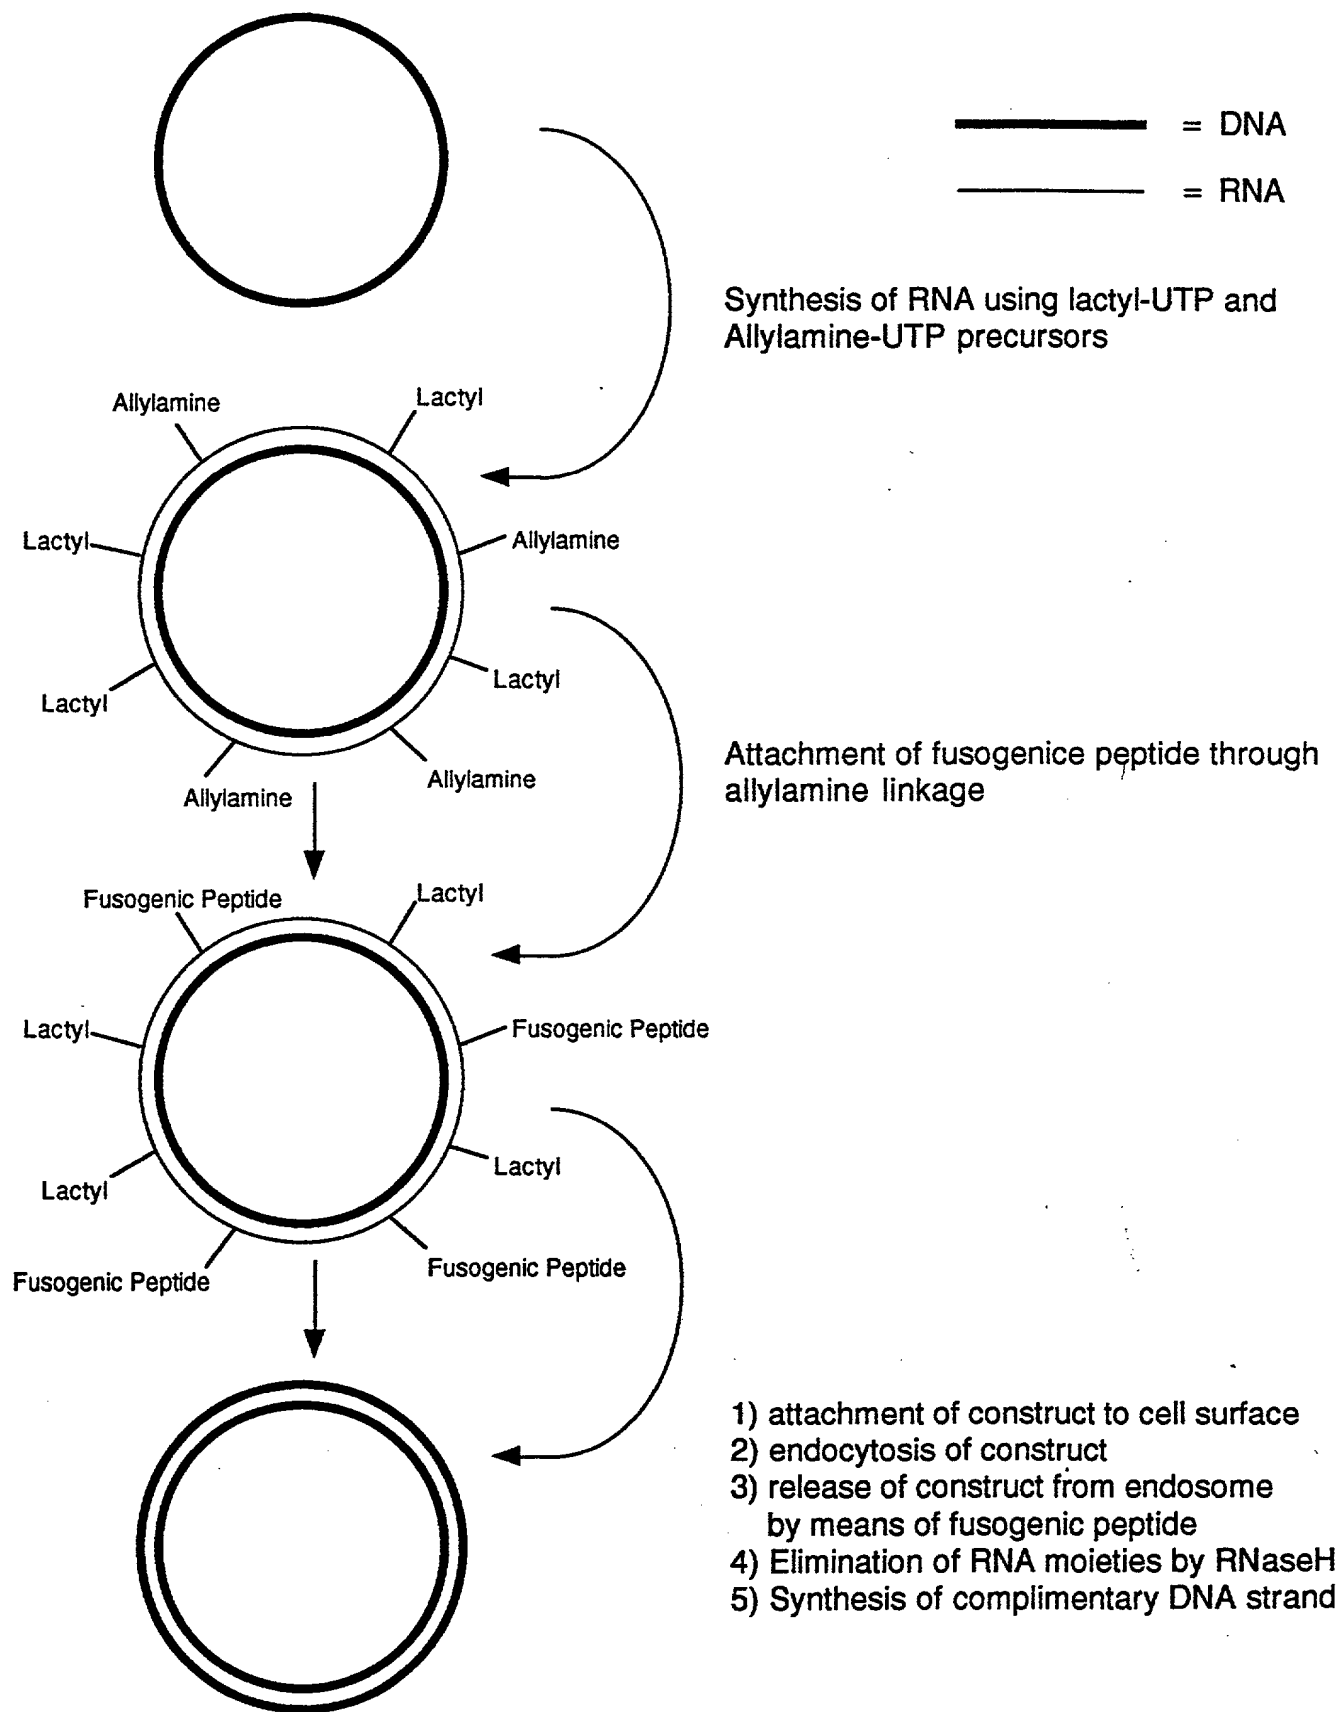 = DNA
= RNA
Synthesis of RNA using lactyl-UTP and
Allylamine-UTP precursors
Allylamine
Lactyl
Lactyl
Allylamine
Lactyl
Lactyl
Allylamine
Allylamine
Attachment of fusogenice peptide through
allylamine linkage
Fusogenic Peptide
Lactyl
Lactyl
Fusogenic Peptide
Lactyl
Lactyl
Fusogenic Peptide
Fusogenic Peptide
1) attachment of construct to cell surface
2) endocytosis of construct
3) release of construct from endosome
by means of fusogenic peptide
4) Elimination of RNA moieties by RNaseH
5) Synthesis of complimentary DNA strand